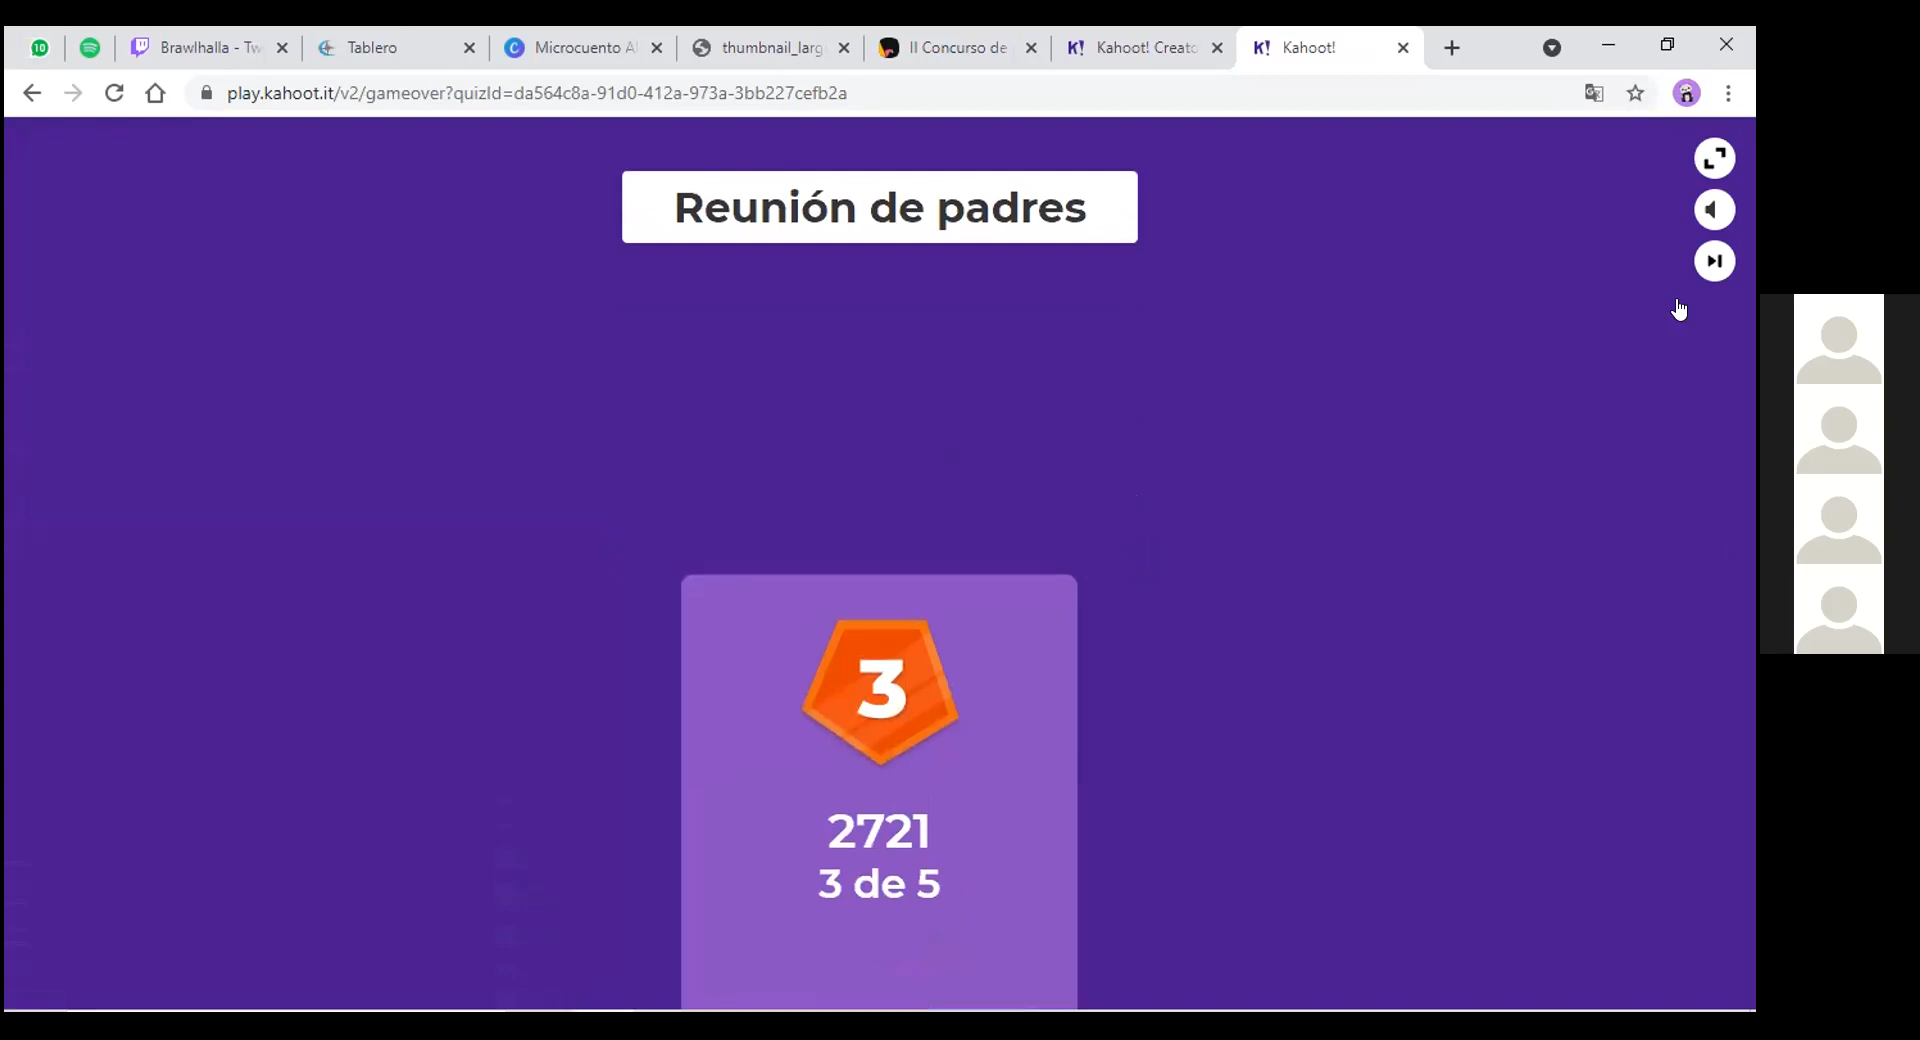 10
Brawlhalla - Tw
Tablero
Microcuento Al
thumbnail_larg
II Concurso de
K! Kahoot! Creato
K! Kahoot!
play.kahoot.it/v2/gameover?quizId=da564c8a-91d0-412a-973a-3bb227cefb2a
Reunión de padres
3
2721
3 de 5